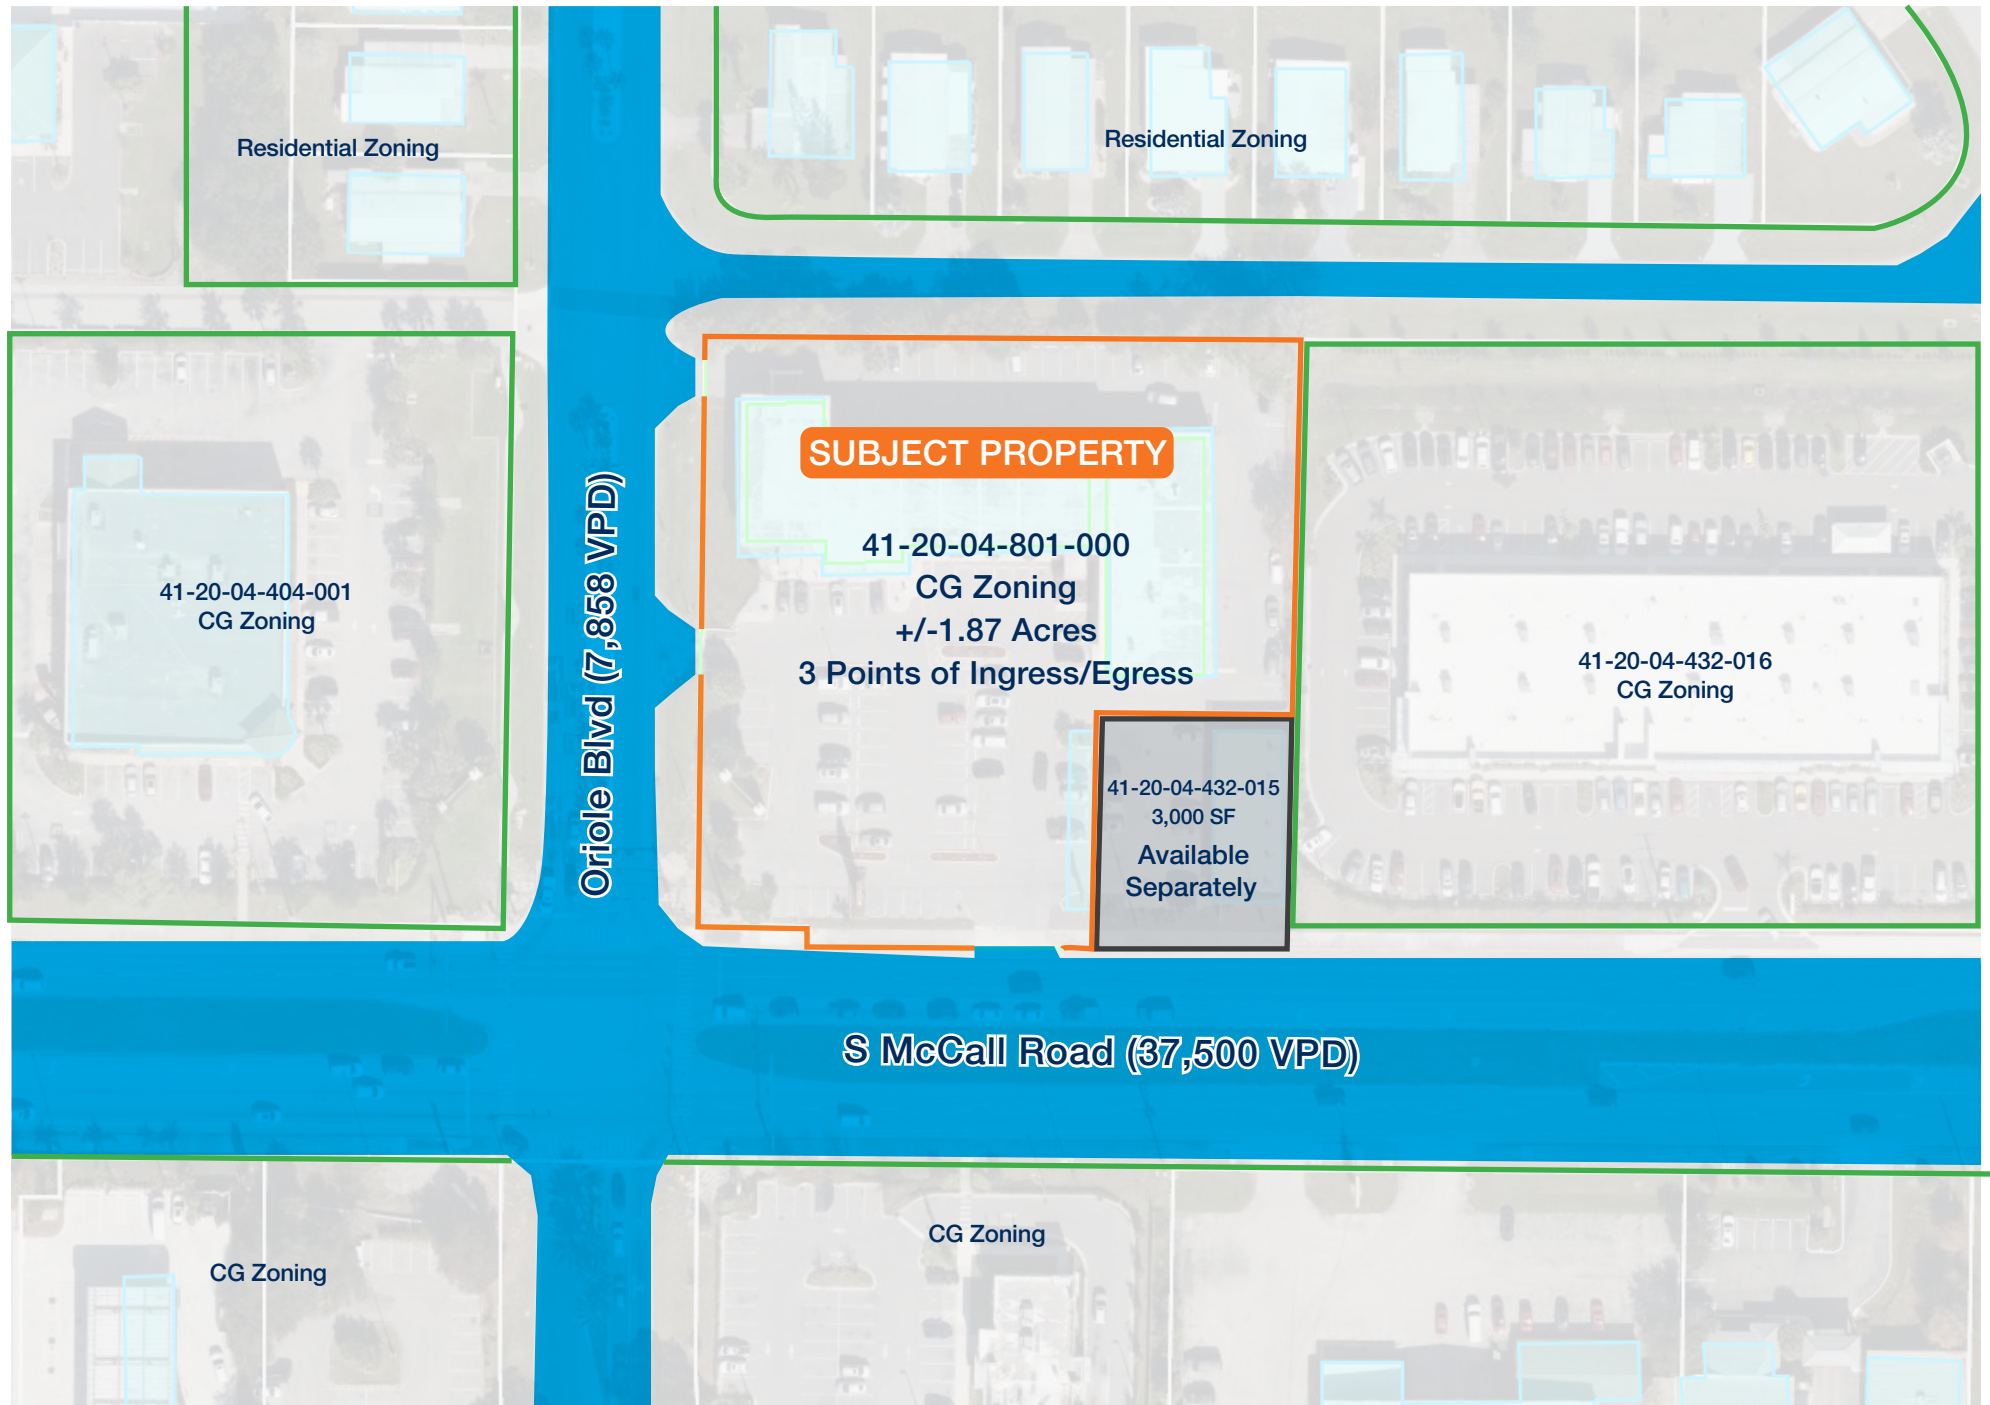 Residential Zoning
Residential Zoning
SUBJECT PROPERTY
41-20-04-801-000
CG Zoning
+/-1.87 Acres
3 Points of Ingress/Egress
41-20-04-404-001
CG Zoning
Oriole Blvd (7,858 VPD)
41-20-04-432-016
CG Zoning
41-20-04-432-015
3,000 SF
Available
Separately
S McCall Road (37,500 VPD)
CG Zoning
CG Zoning